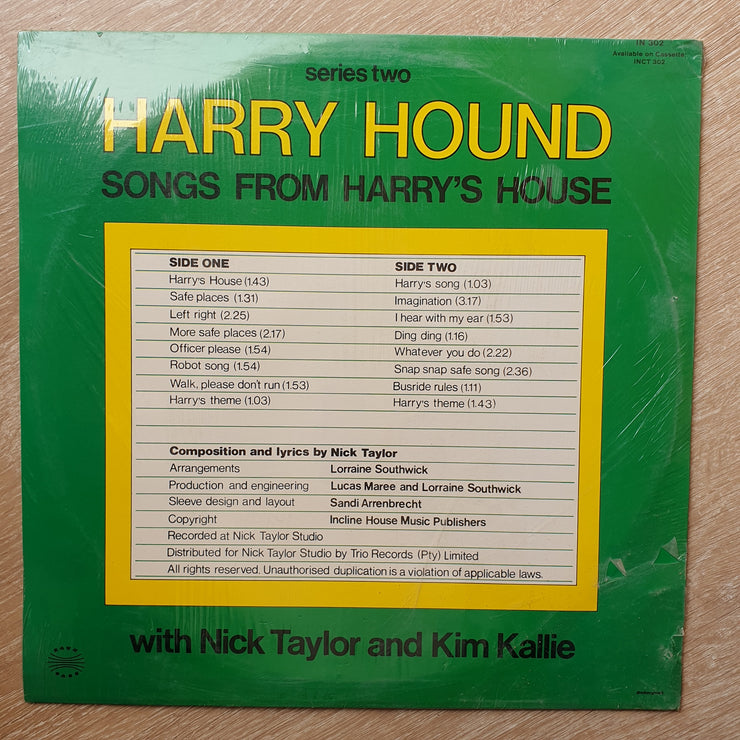 IN 302
Available on Cassette
INCT 302
series two
HARRY HOUND
SONGS FROM HARRY'S HOUSE
SIDE ONE
Harry's House (1.43)
Safe places (1.31)
Left right (2.25)
More safe places (2.17)
Officer please (1.54)
Robot song (1.54)
Walk, please don't run (1.53)
Harry's theme (1.03)
SIDE TWO
Harry's song (1.03)
Imagination (3.17)
I hear with my ear (1.53)
Ding ding (1.16)
Whatever you do (2.22)
Snap snap safe song (2.36)
Busride rules (1.11)
Harry's theme (1.43)
Composition and lyrics by Nick Taylor
Arrangements Lorraine Southwick
Production and engineering Lucas Maree and Lorraine Southwick
Sleeve design and layout Sandi Arrenbrecht
Copyright Incline House Music Publishers
Recorded at Nick Taylor Studio
Distributed for Nick Taylor Studio by Trio Records (Pty) Limited
All rights reserved. Unauthorised duplication is a violation of applicable laws.
with Nick Taylor and Kim Kallie